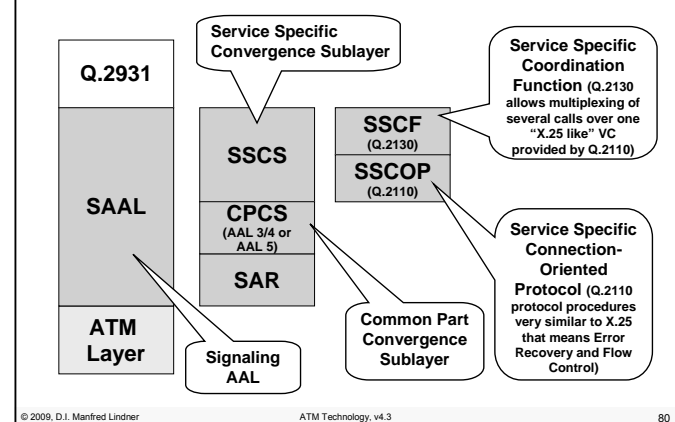 Service Specific
Convergence Sublayer
Service Specific
Coordination
Function (Q.2130
allows multiplexing of
several calls over one
“X.25 like” VC
provided by Q.2110)
Q.2931
SAAL
ATM
Layer
SSCS
CPCS
(AAL 3/4 or
AAL 5)
SAR
SSCF
(Q.2130)
SSCOP
(Q.2110)
Signaling
AAL
Common Part
Convergence
Sublayer
Service Specific
Connection-
Oriented
Protocol (Q.2110
protocol procedures
very similar to X.25
that means Error
Recovery and Flow
Control)
© 2009, D.I. Manfred Lindner
ATM Technology, v4.3
80